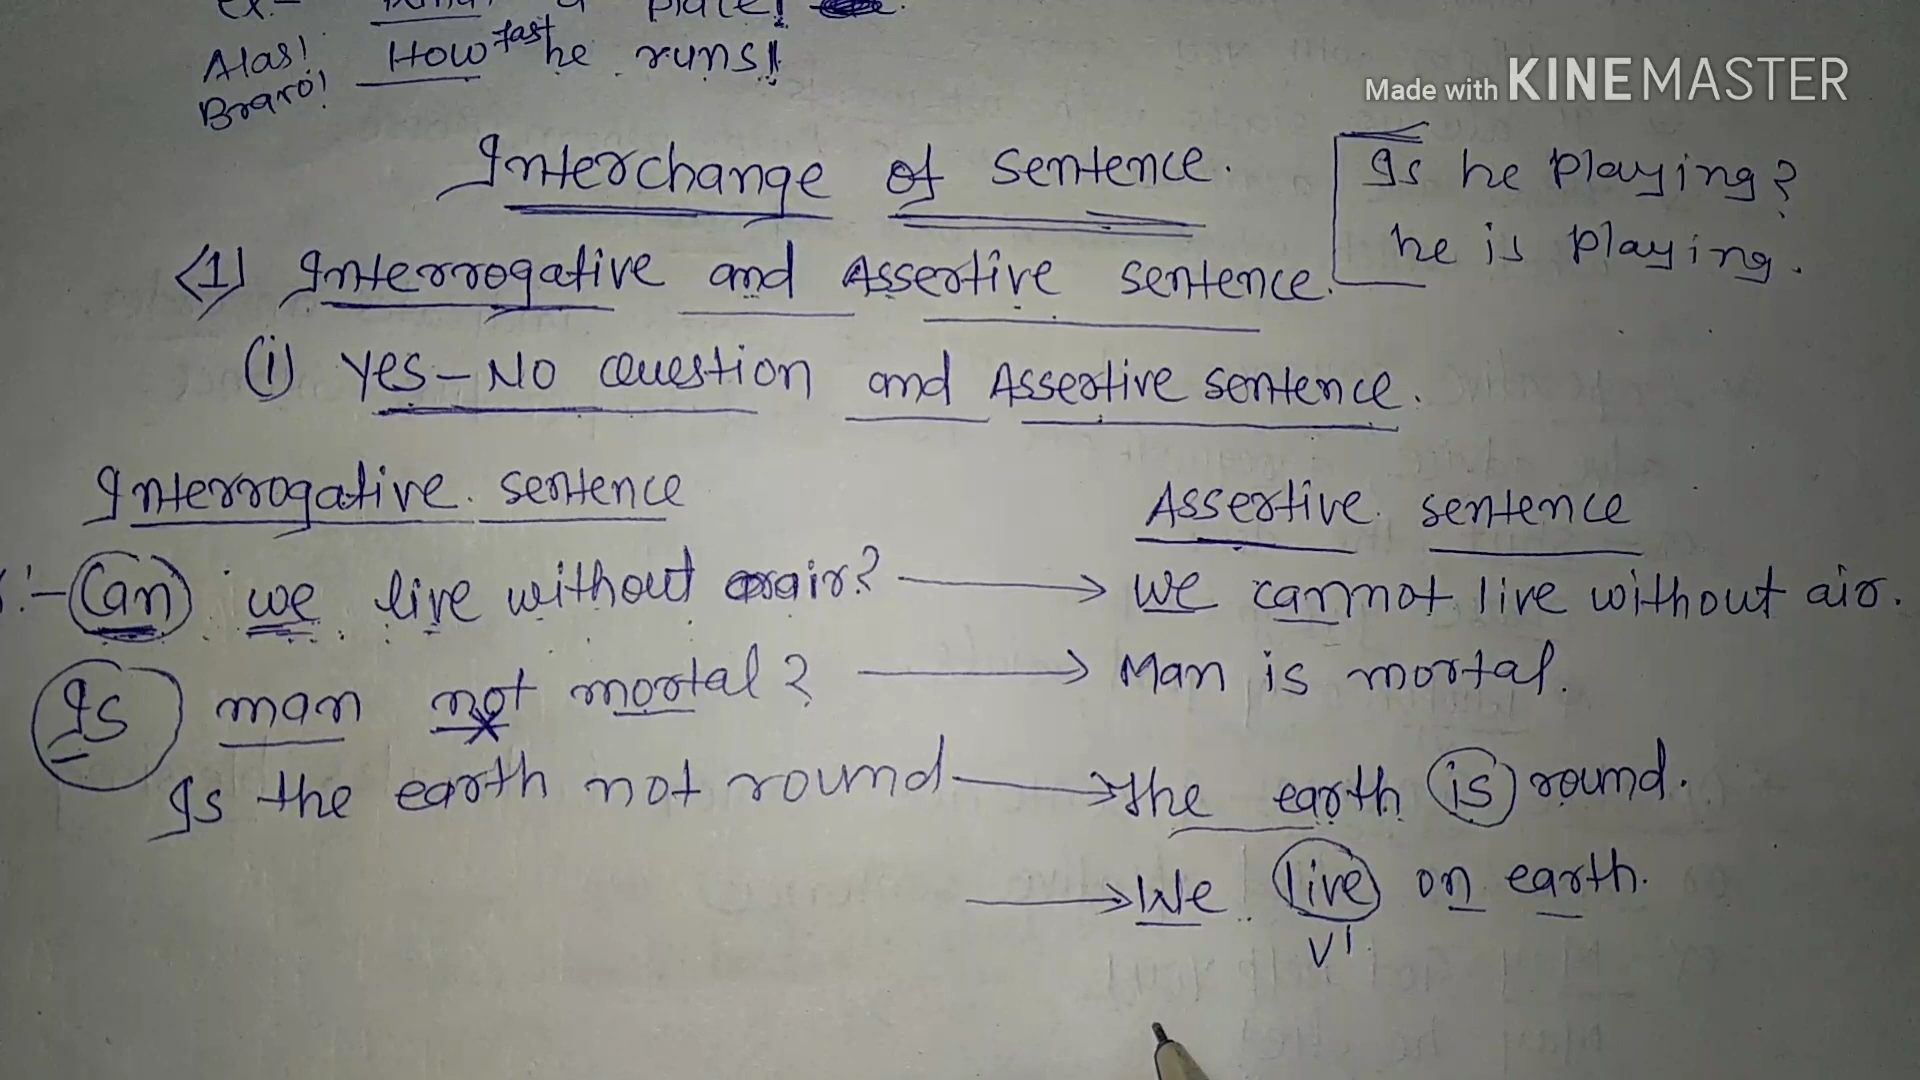 Ex:- a place!
Alas! How fast he runs!
Bravo!
Made with KINEMASTER
Interchange of sentence.
Is he playing?
he is playing.
(1) Interrogative and Assertive sentence.
(i) Yes-No Question and Assertive sentence.
Interrogative sentence
Assertive sentence
:- Can we live without air? → We cannot live without air.
Is man not mortal? → Man is mortal.
Is the earth not round → The earth is round.
→ We live on earth.
V1